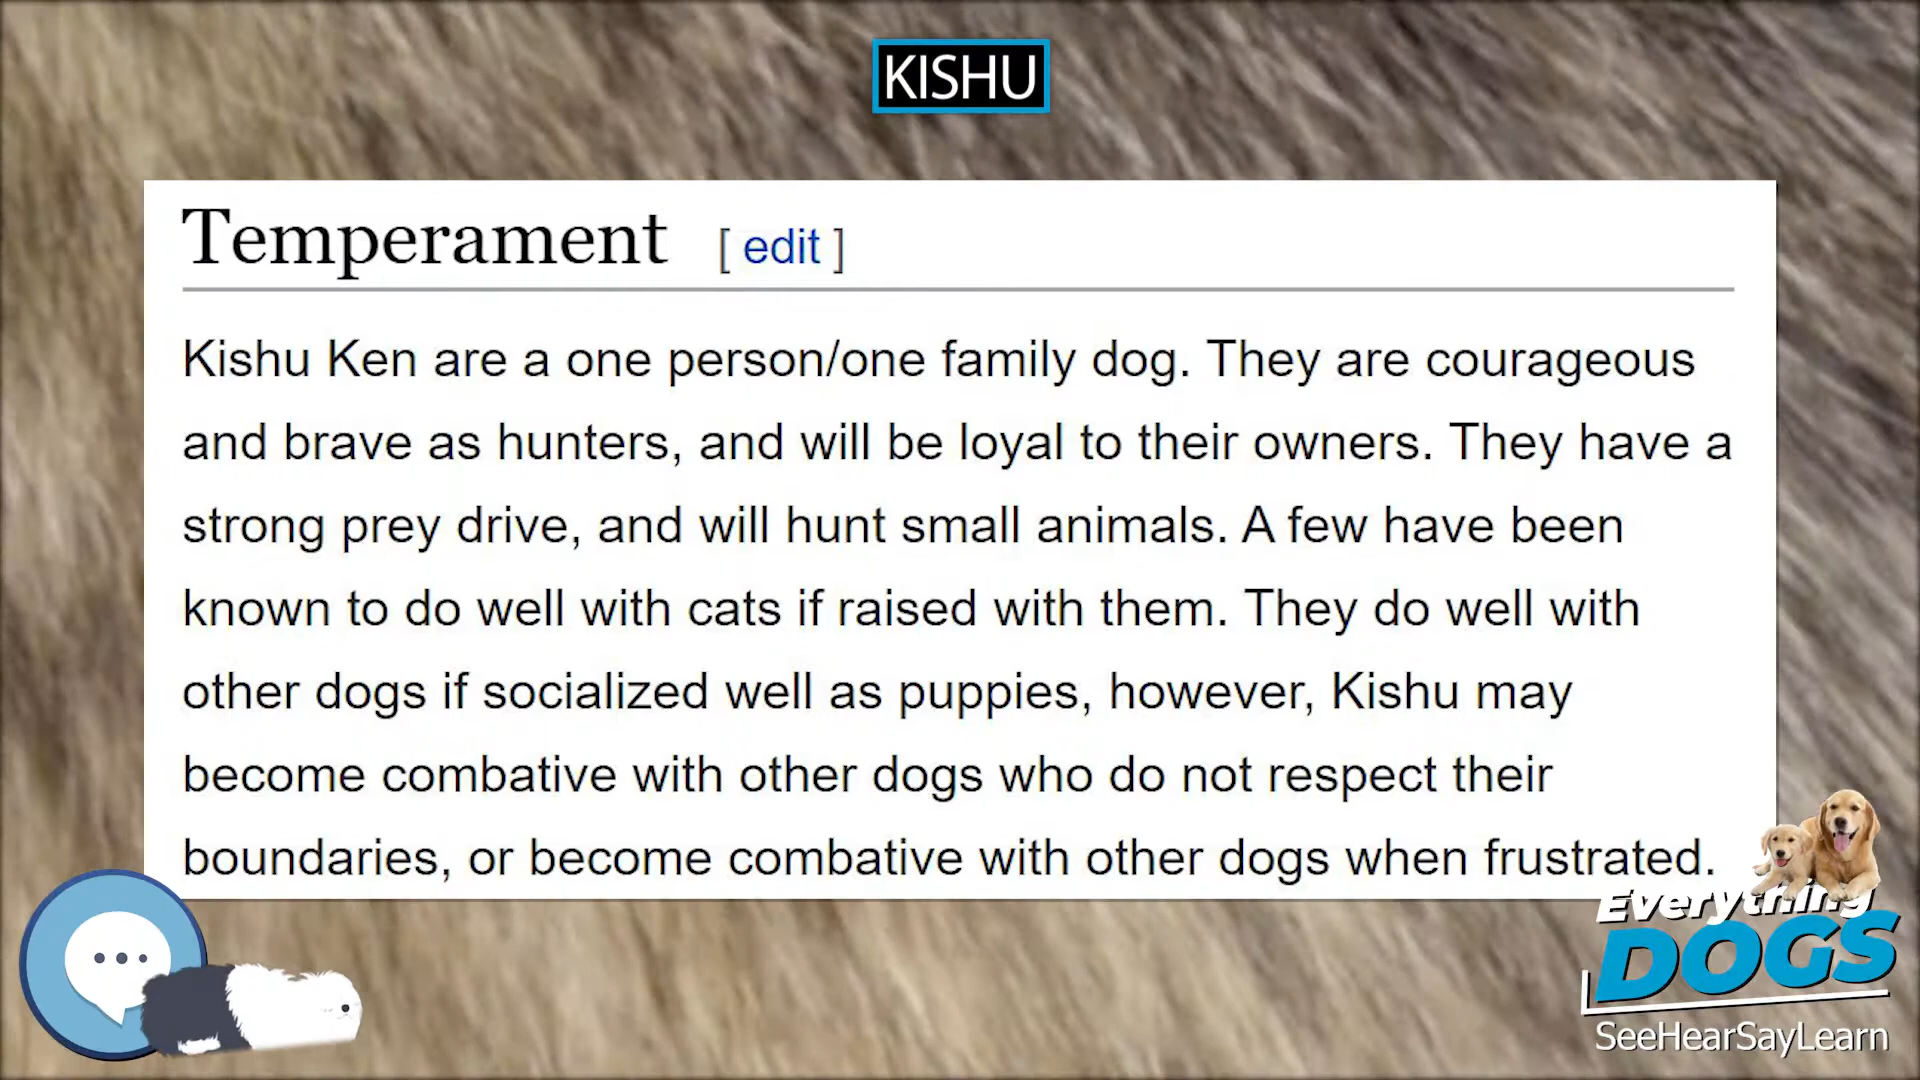 KISHU
Temperament [ edit ]
Kishu Ken are a one person/one family dog. They are courageous
and brave as hunters, and will be loyal to their owners. They have a
strong prey drive, and will hunt small animals. A few have been
known to do well with cats if raised with them. They do well with
other dogs if socialized well as puppies, however, Kishu may
become combative with other dogs who do not respect their
boundaries, or become combative with other dogs when frustrated.
Everything
DOGS
SeeHearSayLearn